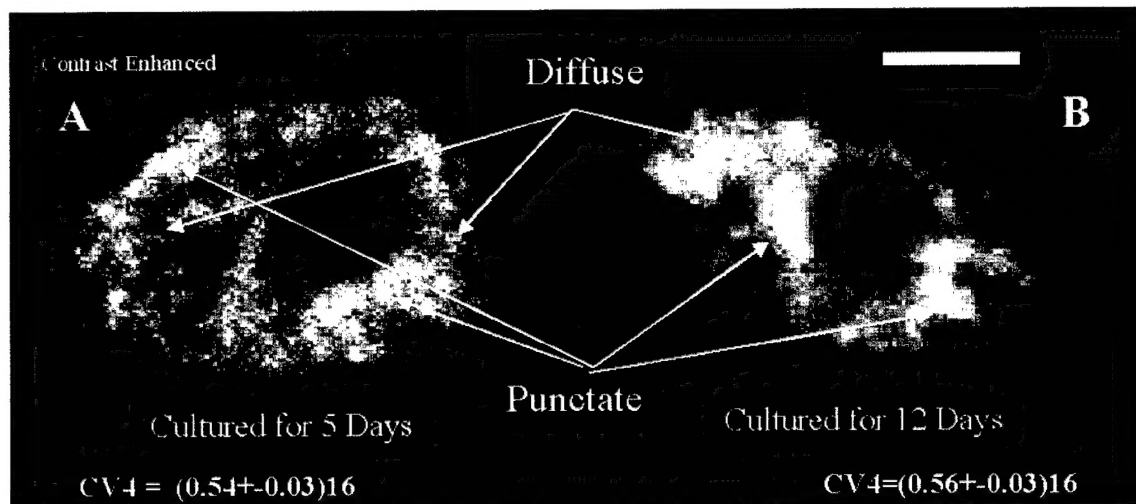 Contrast Enhanced
Diffuse
A
B
Punctate
Cultured for 5 Days
Cultured for 12 Days
CV4 = (0.54+-0.03)16
CV4=(0.56+-0.03)16